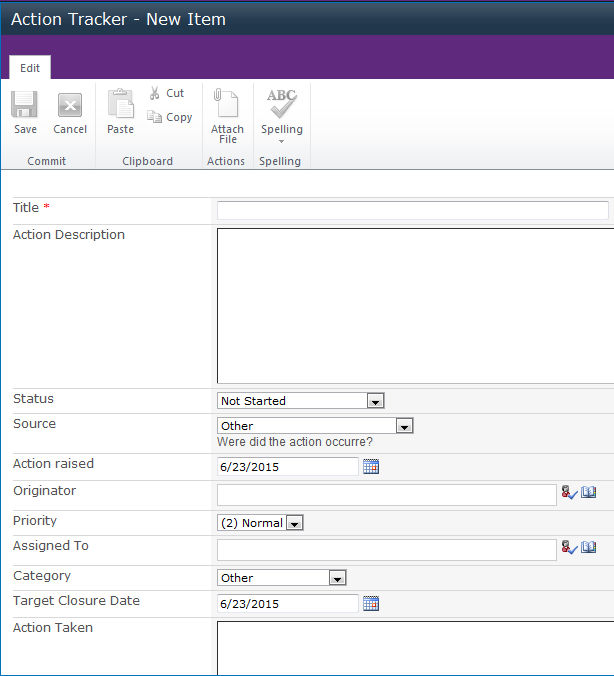 Action Tracker - New Item
Edit
Save
Cancel
Paste
Cut
Copy
Attach
File
ABC
Spelling
Commit
Clipboard
Actions
Spelling
Title *
Action Description
Status
Not Started
Source
Other
Were did the action occurre?
Action raised
6/23/2015
Originator
Priority
(2) Normal
Assigned To
Category
Other
Target Closure Date
6/23/2015
Action Taken